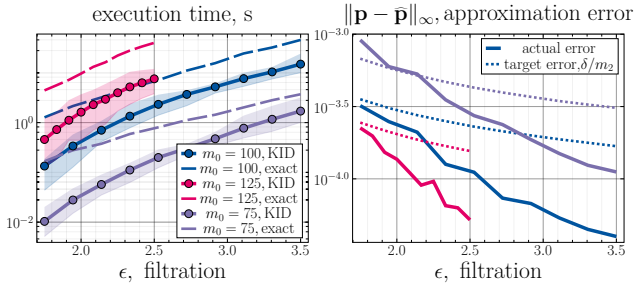 execution time, s
10⁰
10⁻²
2.0 2.5 3.0 3.5
ϵ, filtration
m₀ = 100, KID
m₀ = 100, exact
m₀ = 125, KID
m₀ = 125, exact
m₀ = 75, KID
m₀ = 75, exact
‖𝐩 − 𝐩̂‖∞, approximation error
10⁻³·⁰
10⁻³·⁵
10⁻⁴·⁰
2.0 2.5 3.0 3.5
ϵ, filtration
actual error
target error,δ/m₂